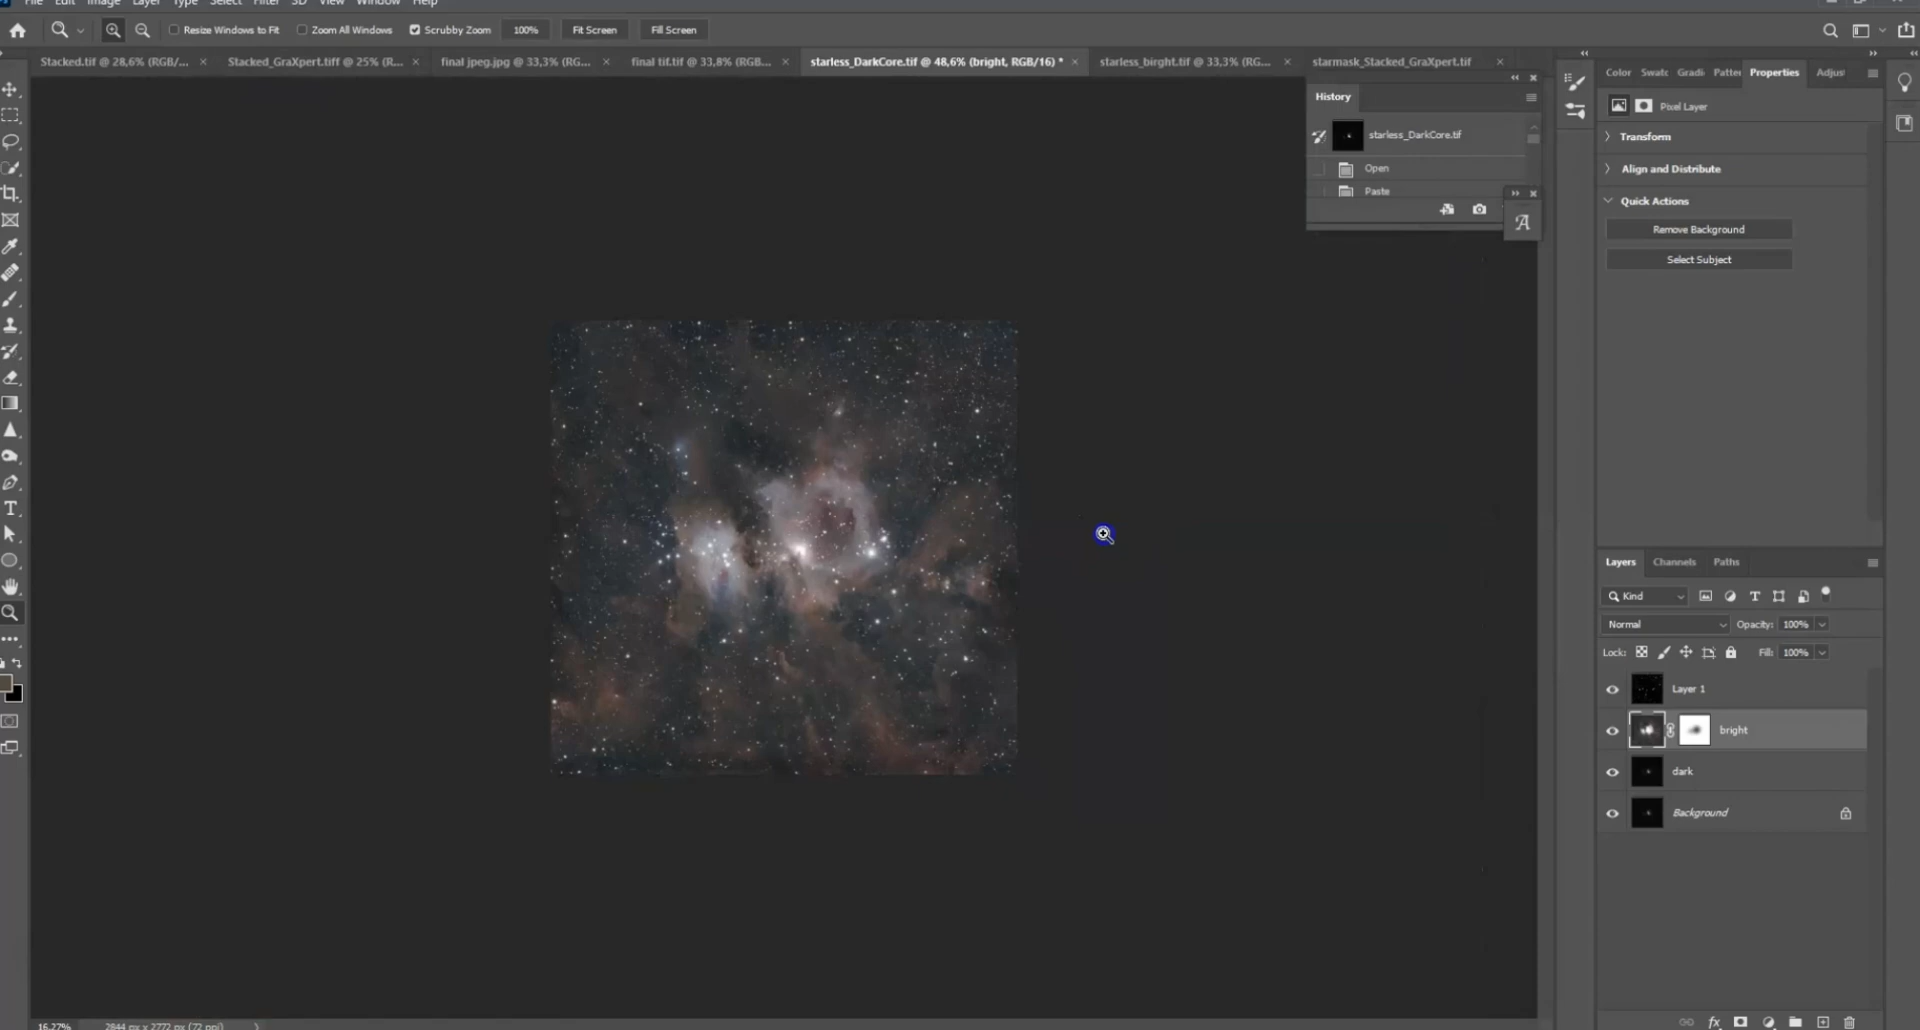 File Edit Image Layer Type Select Filter 3D View Window Help
Resize Windows to Fit Zoom All Windows Scrubby Zoom 100% Fit Screen Fill Screen
Stacked.tif @ 28,6% (RGB/... Stacked_GraXpert.tiff @ 25% (R... final jpeg.jpg @ 33,3% (RG... final tif.tif @ 33,8% (RGB... starless_DarkCore.tif @ 48,6% (bright, RGB/16) * starless_birght.tif @ 33,3% (RG... starmask_Stacked_GraXpert.tif
History
starless_DarkCore.tif
Open
Paste
A
Color Swatc Gradi Patte Properties Adjus
Pixel Layer
Transform
Align and Distribute
Quick Actions
Remove Background
Select Subject
Layers Channels Paths
Kind
Normal Opacity: 100%
Lock: Fill: 100%
Layer 1
bright
dark
Background
fx
16,27% 2844 px x 2772 px (72 ppi)